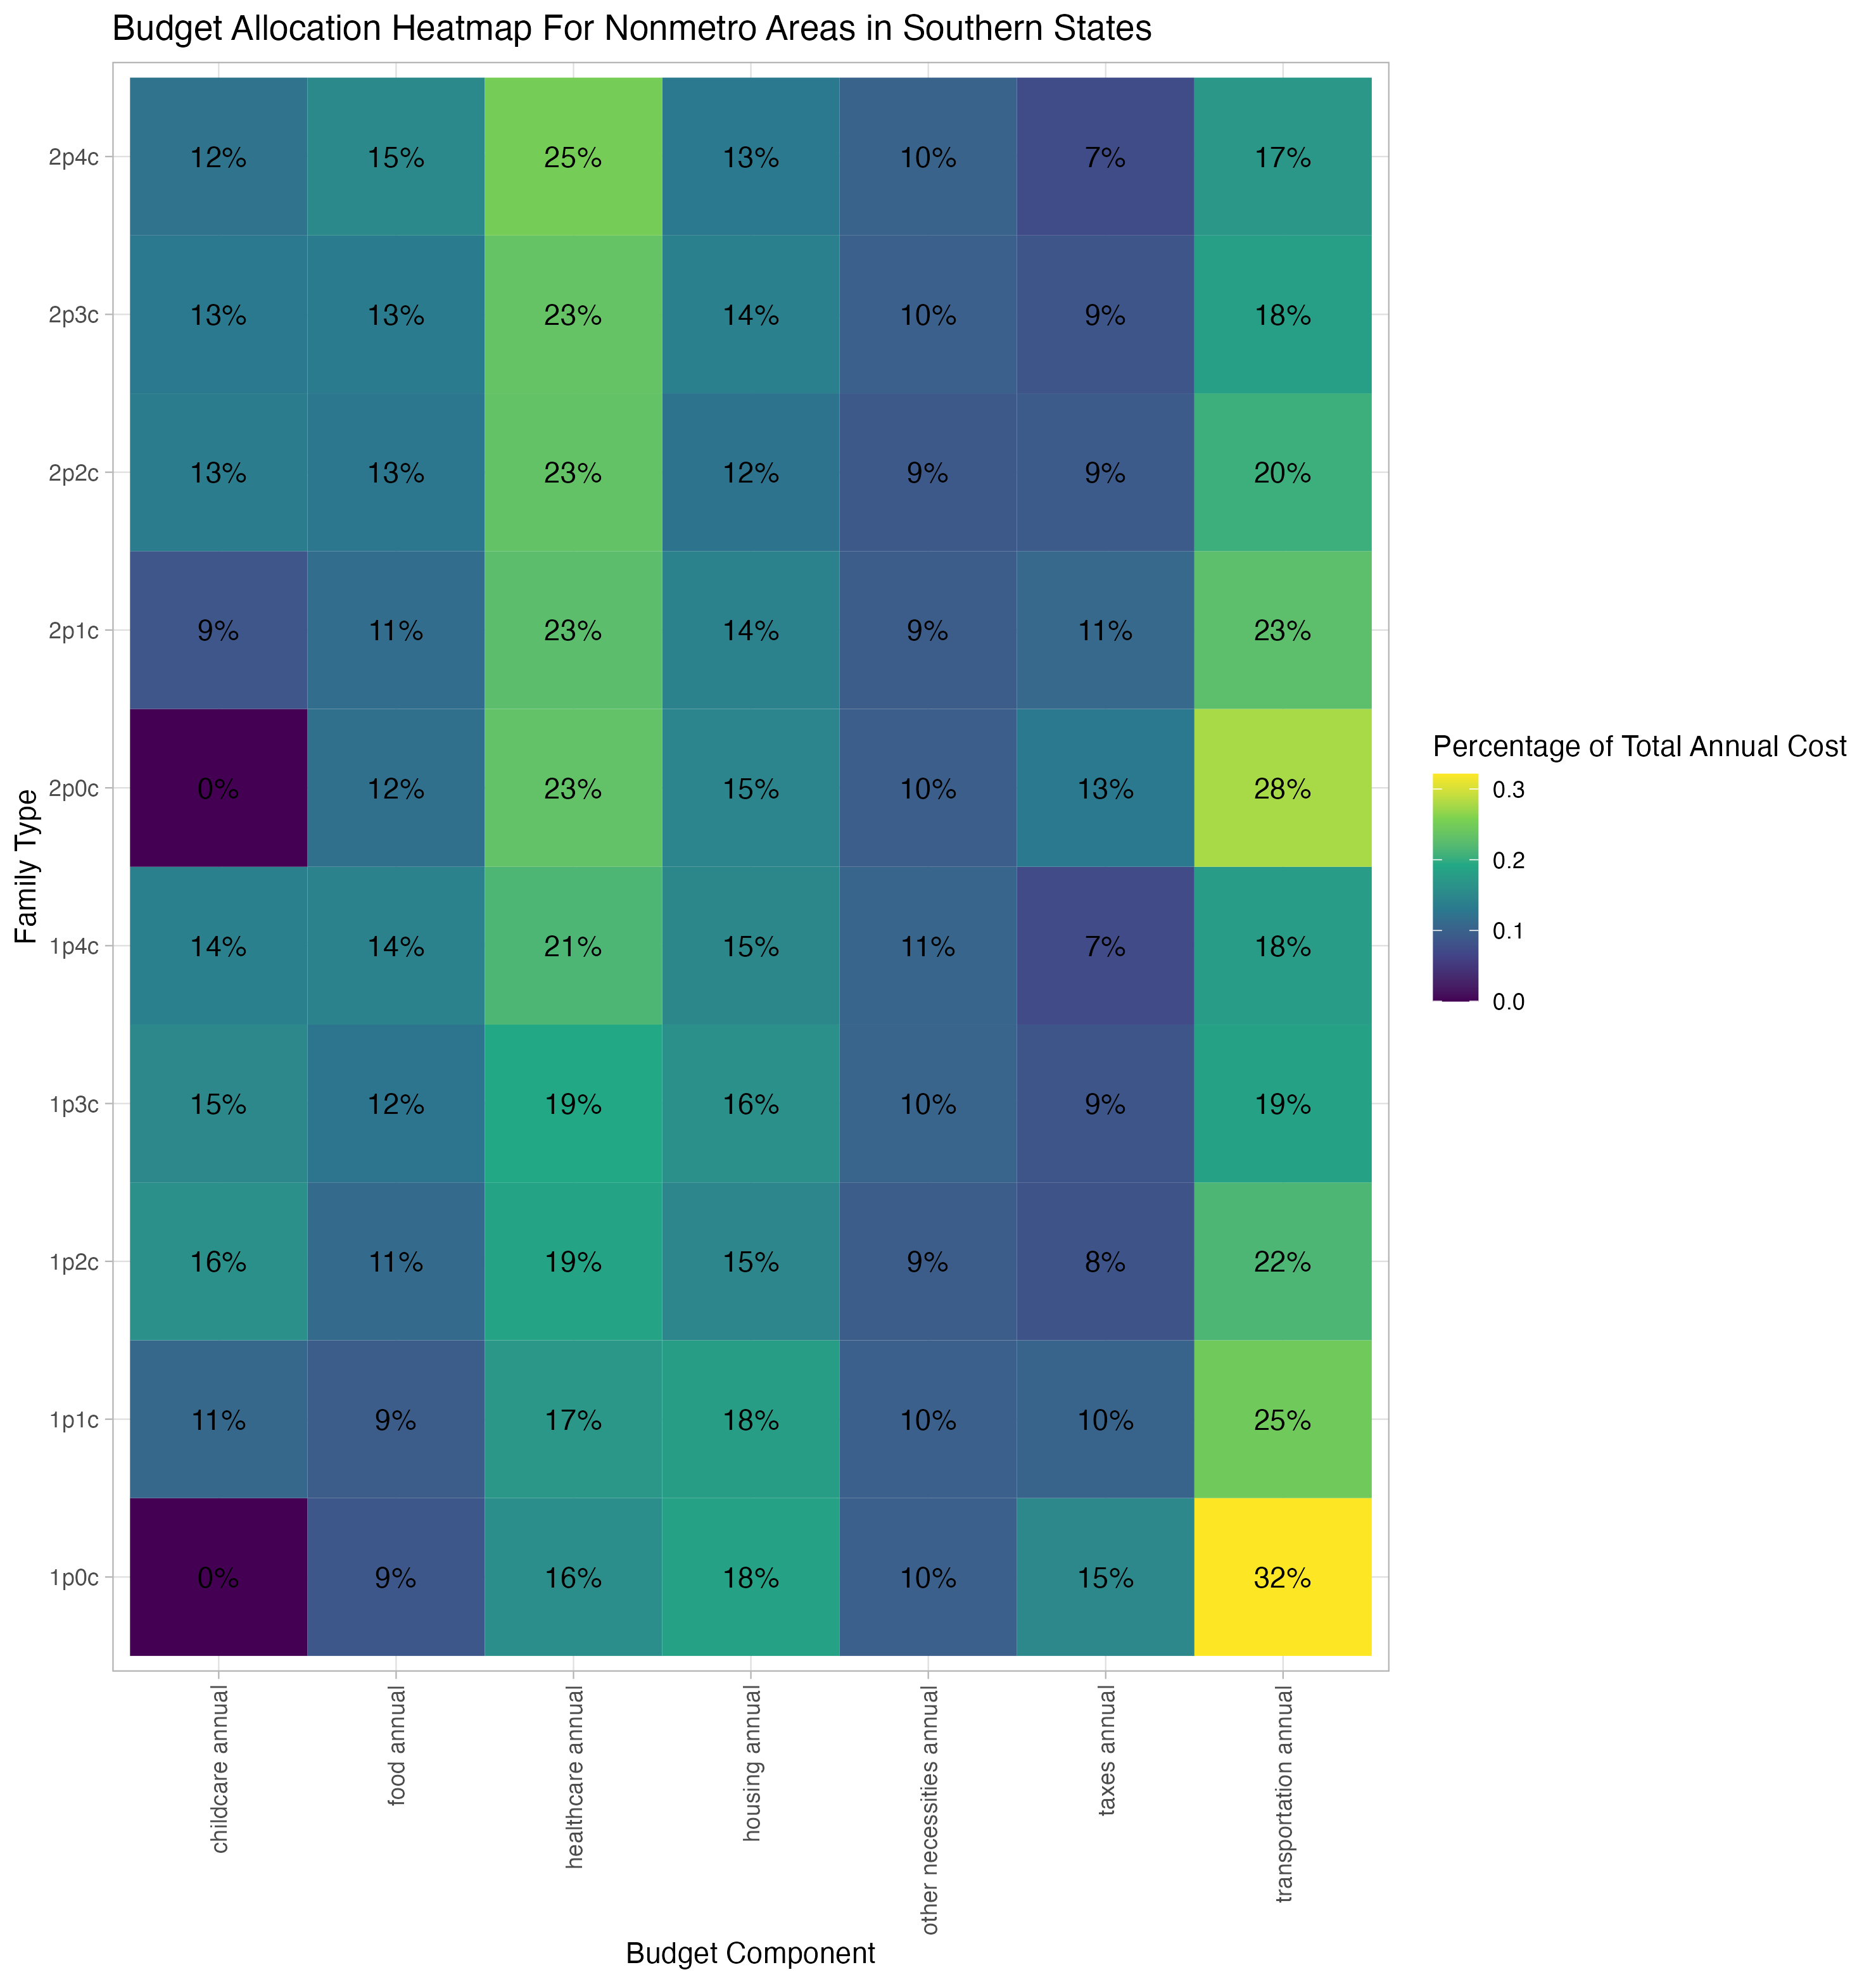 Budget Allocation Heatmap For Nonmetro Areas in Southern States
Family Type
2p4c 12% 15% 25% 13% 10% 7% 17%
2p3c 13% 13% 23% 14% 10% 9% 18%
2p2c 13% 13% 23% 12% 9% 9% 20%
2p1c 9% 11% 23% 14% 9% 11% 23%
2p0c 0% 12% 23% 15% 10% 13% 28%
1p4c 14% 14% 21% 15% 11% 7% 18%
1p3c 15% 12% 19% 16% 10% 9% 19%
1p2c 16% 11% 19% 15% 9% 8% 22%
1p1c 11% 9% 17% 18% 10% 10% 25%
1p0c 0% 9% 16% 18% 10% 15% 32%
childcare annual
food annual
healthcare annual
housing annual
other necessities annual
taxes annual
transportation annual
Budget Component
Percentage of Total Annual Cost
0.3
0.2
0.1
0.0